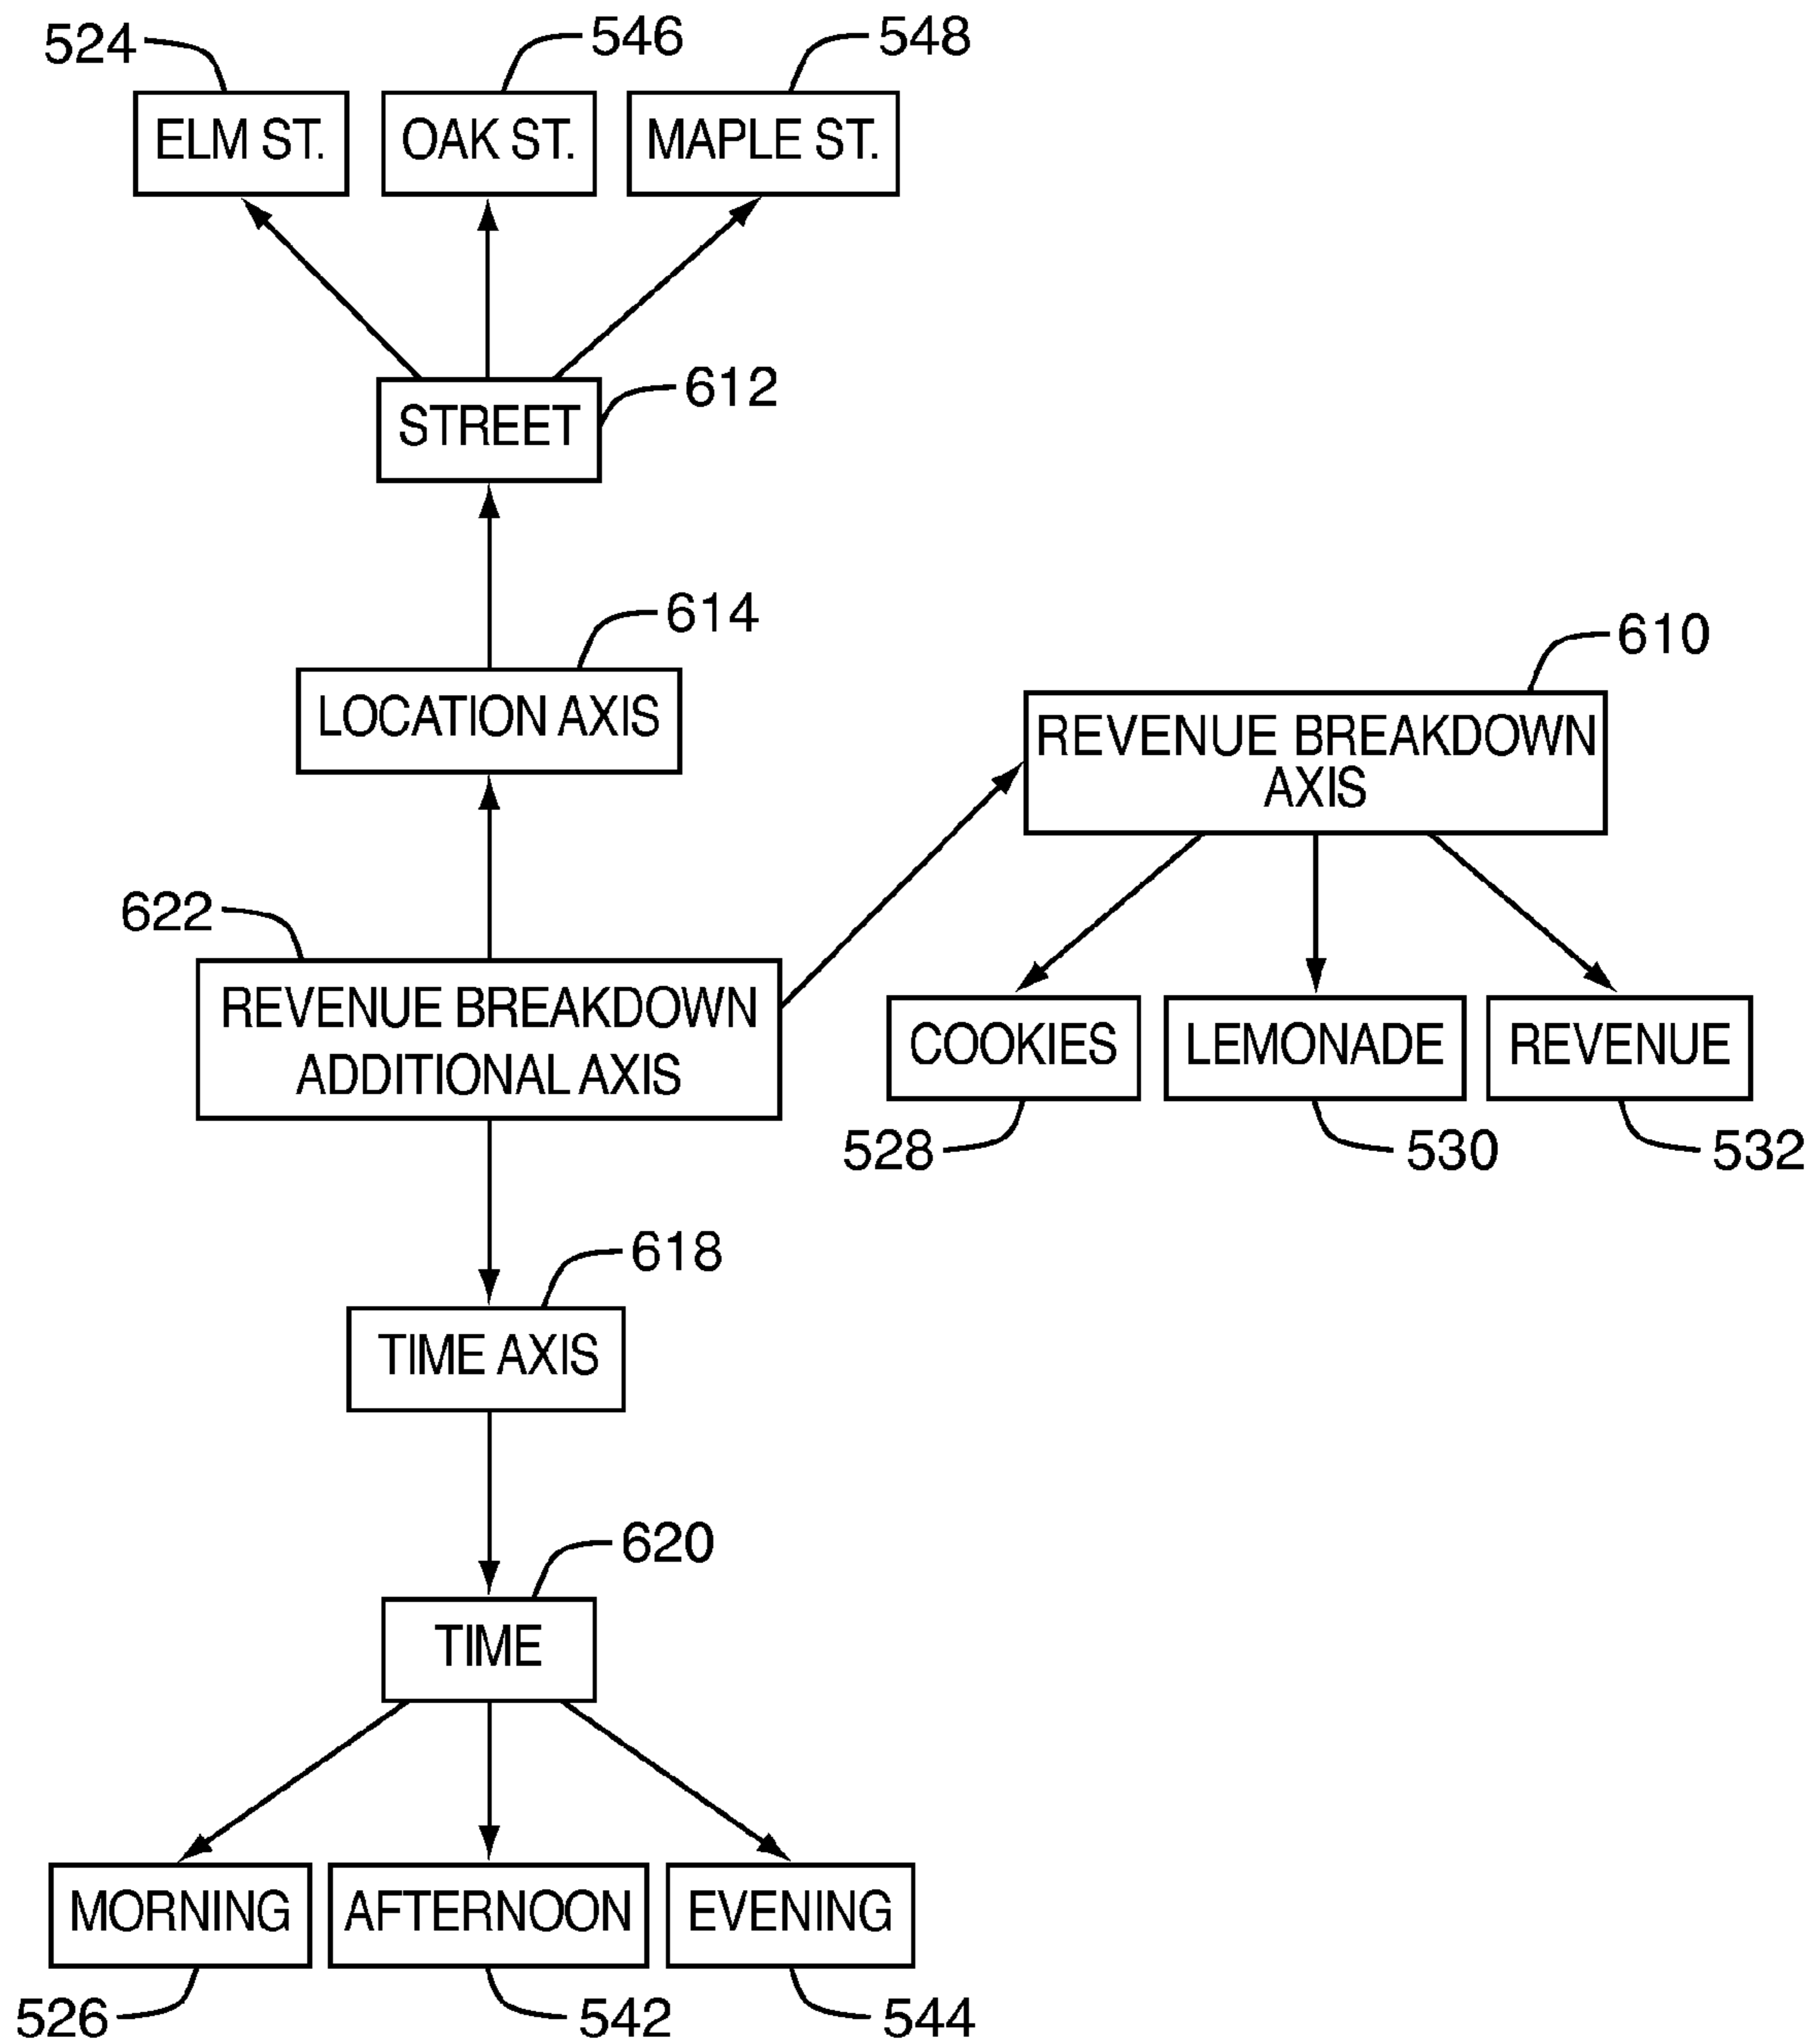 524
546
548
ELM ST.
OAK ST.
MAPLE ST.
612
STREET
614
LOCATION AXIS
610
REVENUE BREAKDOWN
AXIS
622
REVENUE BREAKDOWN
ADDITIONAL AXIS
COOKIES
LEMONADE
REVENUE
528
530
532
618
TIME AXIS
620
TIME
MORNING
AFTERNOON
EVENING
526
542
544